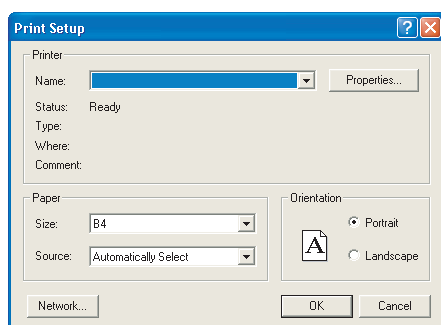 Print Setup
Printer
Name:
Properties...
Status: Ready
Type:
Where:
Comment:
Paper
Size: B4
Source: Automatically Select
Orientation
A
Portrait
Landscape
Network...
OK
Cancel